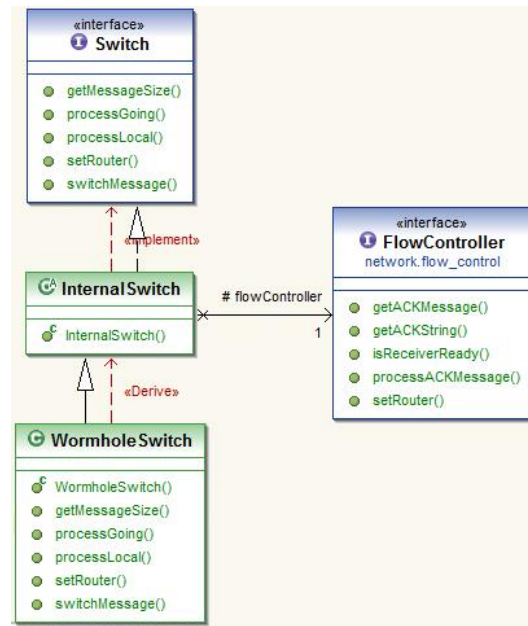 «interface»
Switch
getMessageSize()
processGoing()
processLocal()
setRouter()
switchMessage()
«Implement»
InternalSwitch
InternalSwitch()
# flowController
1
«interface»
FlowController
network.flow_control
getACKMessage()
getACKString()
isReceiverReady()
processACKMessage()
setRouter()
«Derive»
WormholeSwitch
WormholeSwitch()
getMessageSize()
processGoing()
processLocal()
setRouter()
switchMessage()